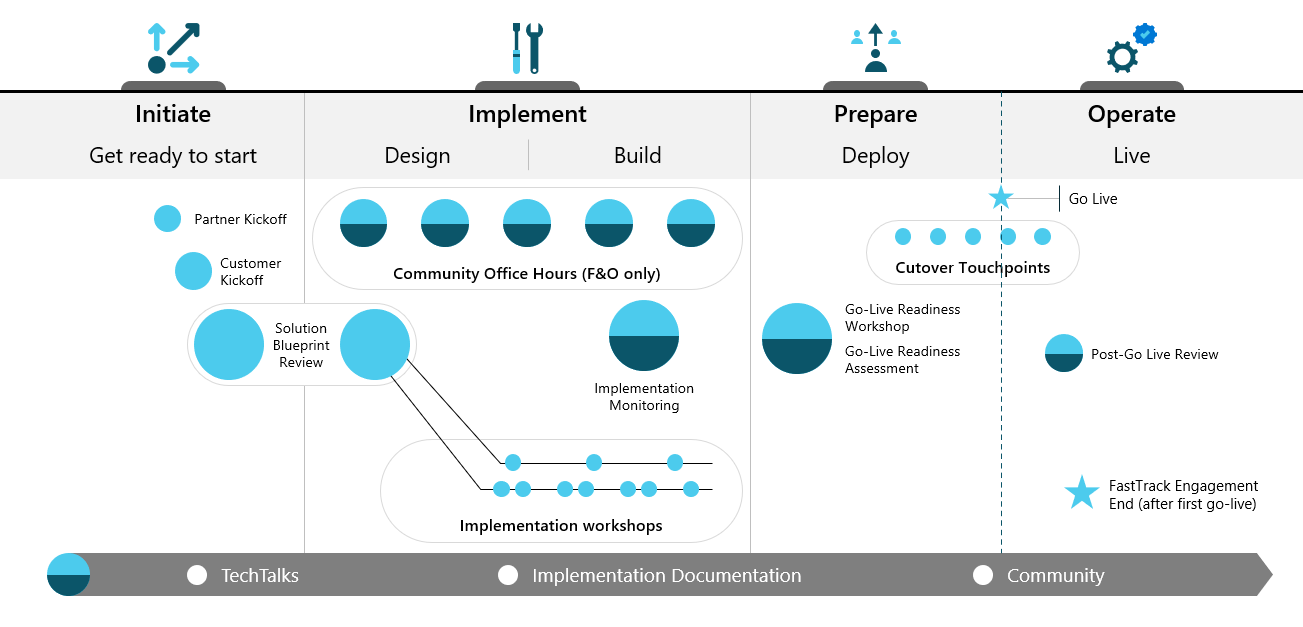 Initiate
Implement
Prepare
Operate
Get ready to start
Design
Build
Deploy
Live
Partner Kickoff
Customer
Kickoff
Solution
Blueprint
Review
Community Office Hours (F&O only)
Implementation
Monitoring
Implementation workshops
Go Live
Cutover Touchpoints
Go-Live Readiness
Workshop
Go-Live Readiness
Assessment
Post-Go Live Review
FastTrack Engagement
End (after first go-live)
TechTalks
Implementation Documentation
Community